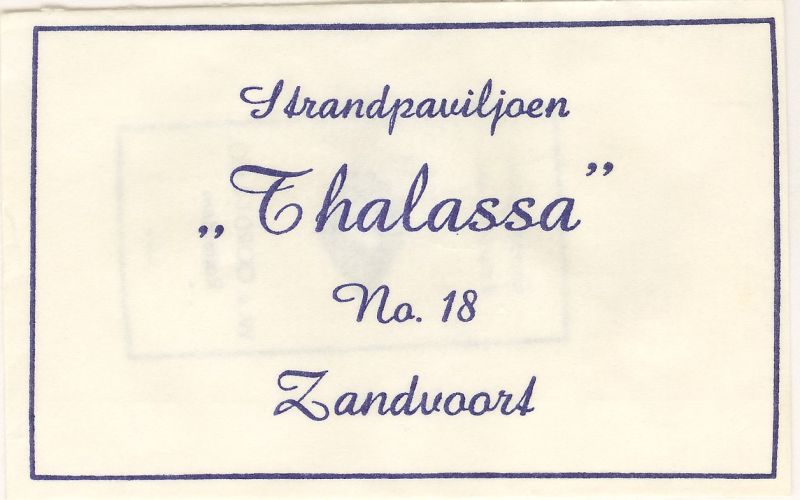 Strandpaviljoen
„Thalassa”
No. 18
Zandvoort